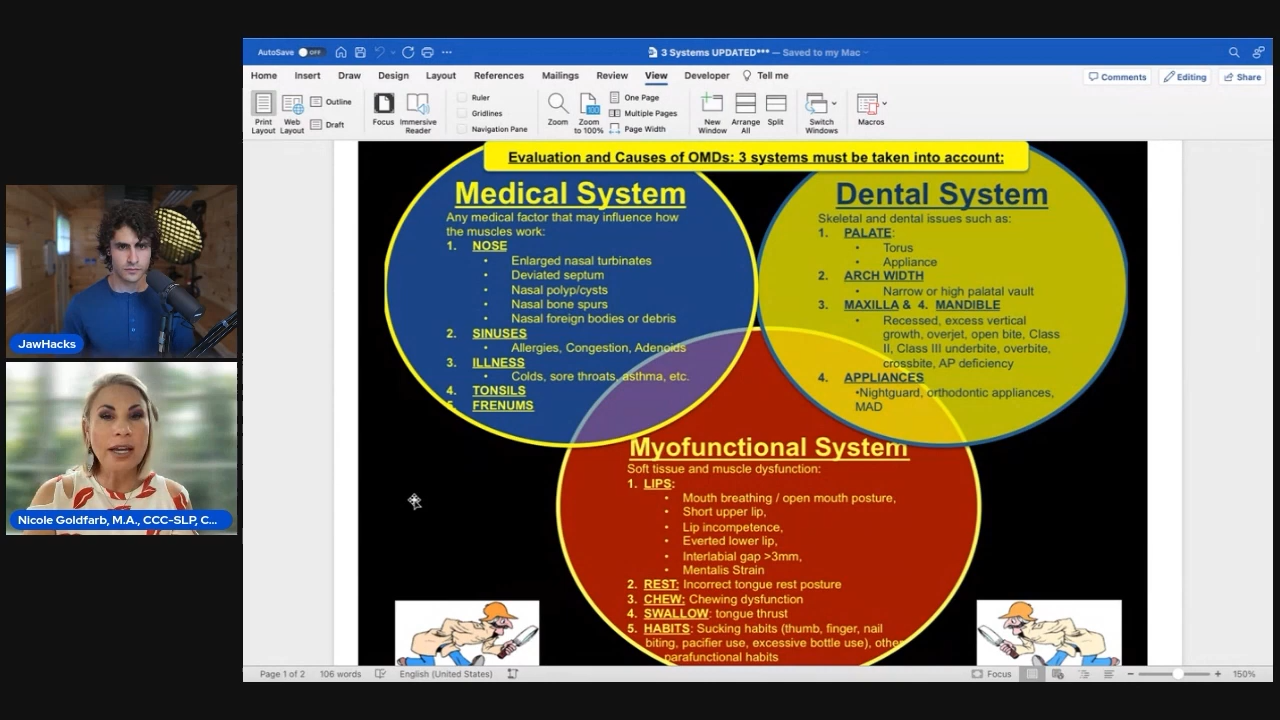 AutoSave OFF
3 Systems UPDATED*** — Saved to my Mac
Home Insert Draw Design Layout References Mailings Review View Developer Tell me
Comments Editing Share
Print Layout
Web Layout
Outline
Draft
Focus
Immersive Reader
Ruler
Gridlines
Navigation Pane
Zoom
Zoom to 100%
100
One Page
Multiple Pages
Page Width
New Window
Arrange All
Split
Switch Windows
Macros
Evaluation and Causes of OMDs: 3 systems must be taken into account:
Medical System
Any medical factor that may influence how
the muscles work:
1. NOSE
• Enlarged nasal turbinates
• Deviated septum
• Nasal polyp/cysts
• Nasal bone spurs
• Nasal foreign bodies or debris
2. SINUSES
• Allergies, Congestion, Adenoids
3. ILLNESS
• Colds, sore throats, asthma, etc.
4. TONSILS
5. FRENUMS
Dental System
Skeletal and dental issues such as:
1. PALATE:
• Torus
• Appliance
2. ARCH WIDTH
• Narrow or high palatal vault
3. MAXILLA & 4. MANDIBLE
• Recessed, excess vertical
growth, overjet, open bite, Class
II, Class III underbite, overbite,
crossbite, AP deficiency
4. APPLIANCES
•Nightguard, orthodontic appliances,
MAD
Myofunctional System
Soft tissue and muscle dysfunction:
1. LIPS:
• Mouth breathing / open mouth posture,
• Short upper lip,
• Lip incompetence,
• Everted lower lip,
• Interlabial gap >3mm,
• Mentalis Strain
2. REST: Incorrect tongue rest posture
3. CHEW: Chewing dysfunction
4. SWALLOW: tongue thrust
5. HABITS: Sucking habits (thumb, finger, nail
biting, pacifier use, excessive bottle use), other
parafunctional habits
JawHacks
Nicole Goldfarb, M.A., CCC-SLP, C...
Page 1 of 2 106 words English (United States) Focus 150%